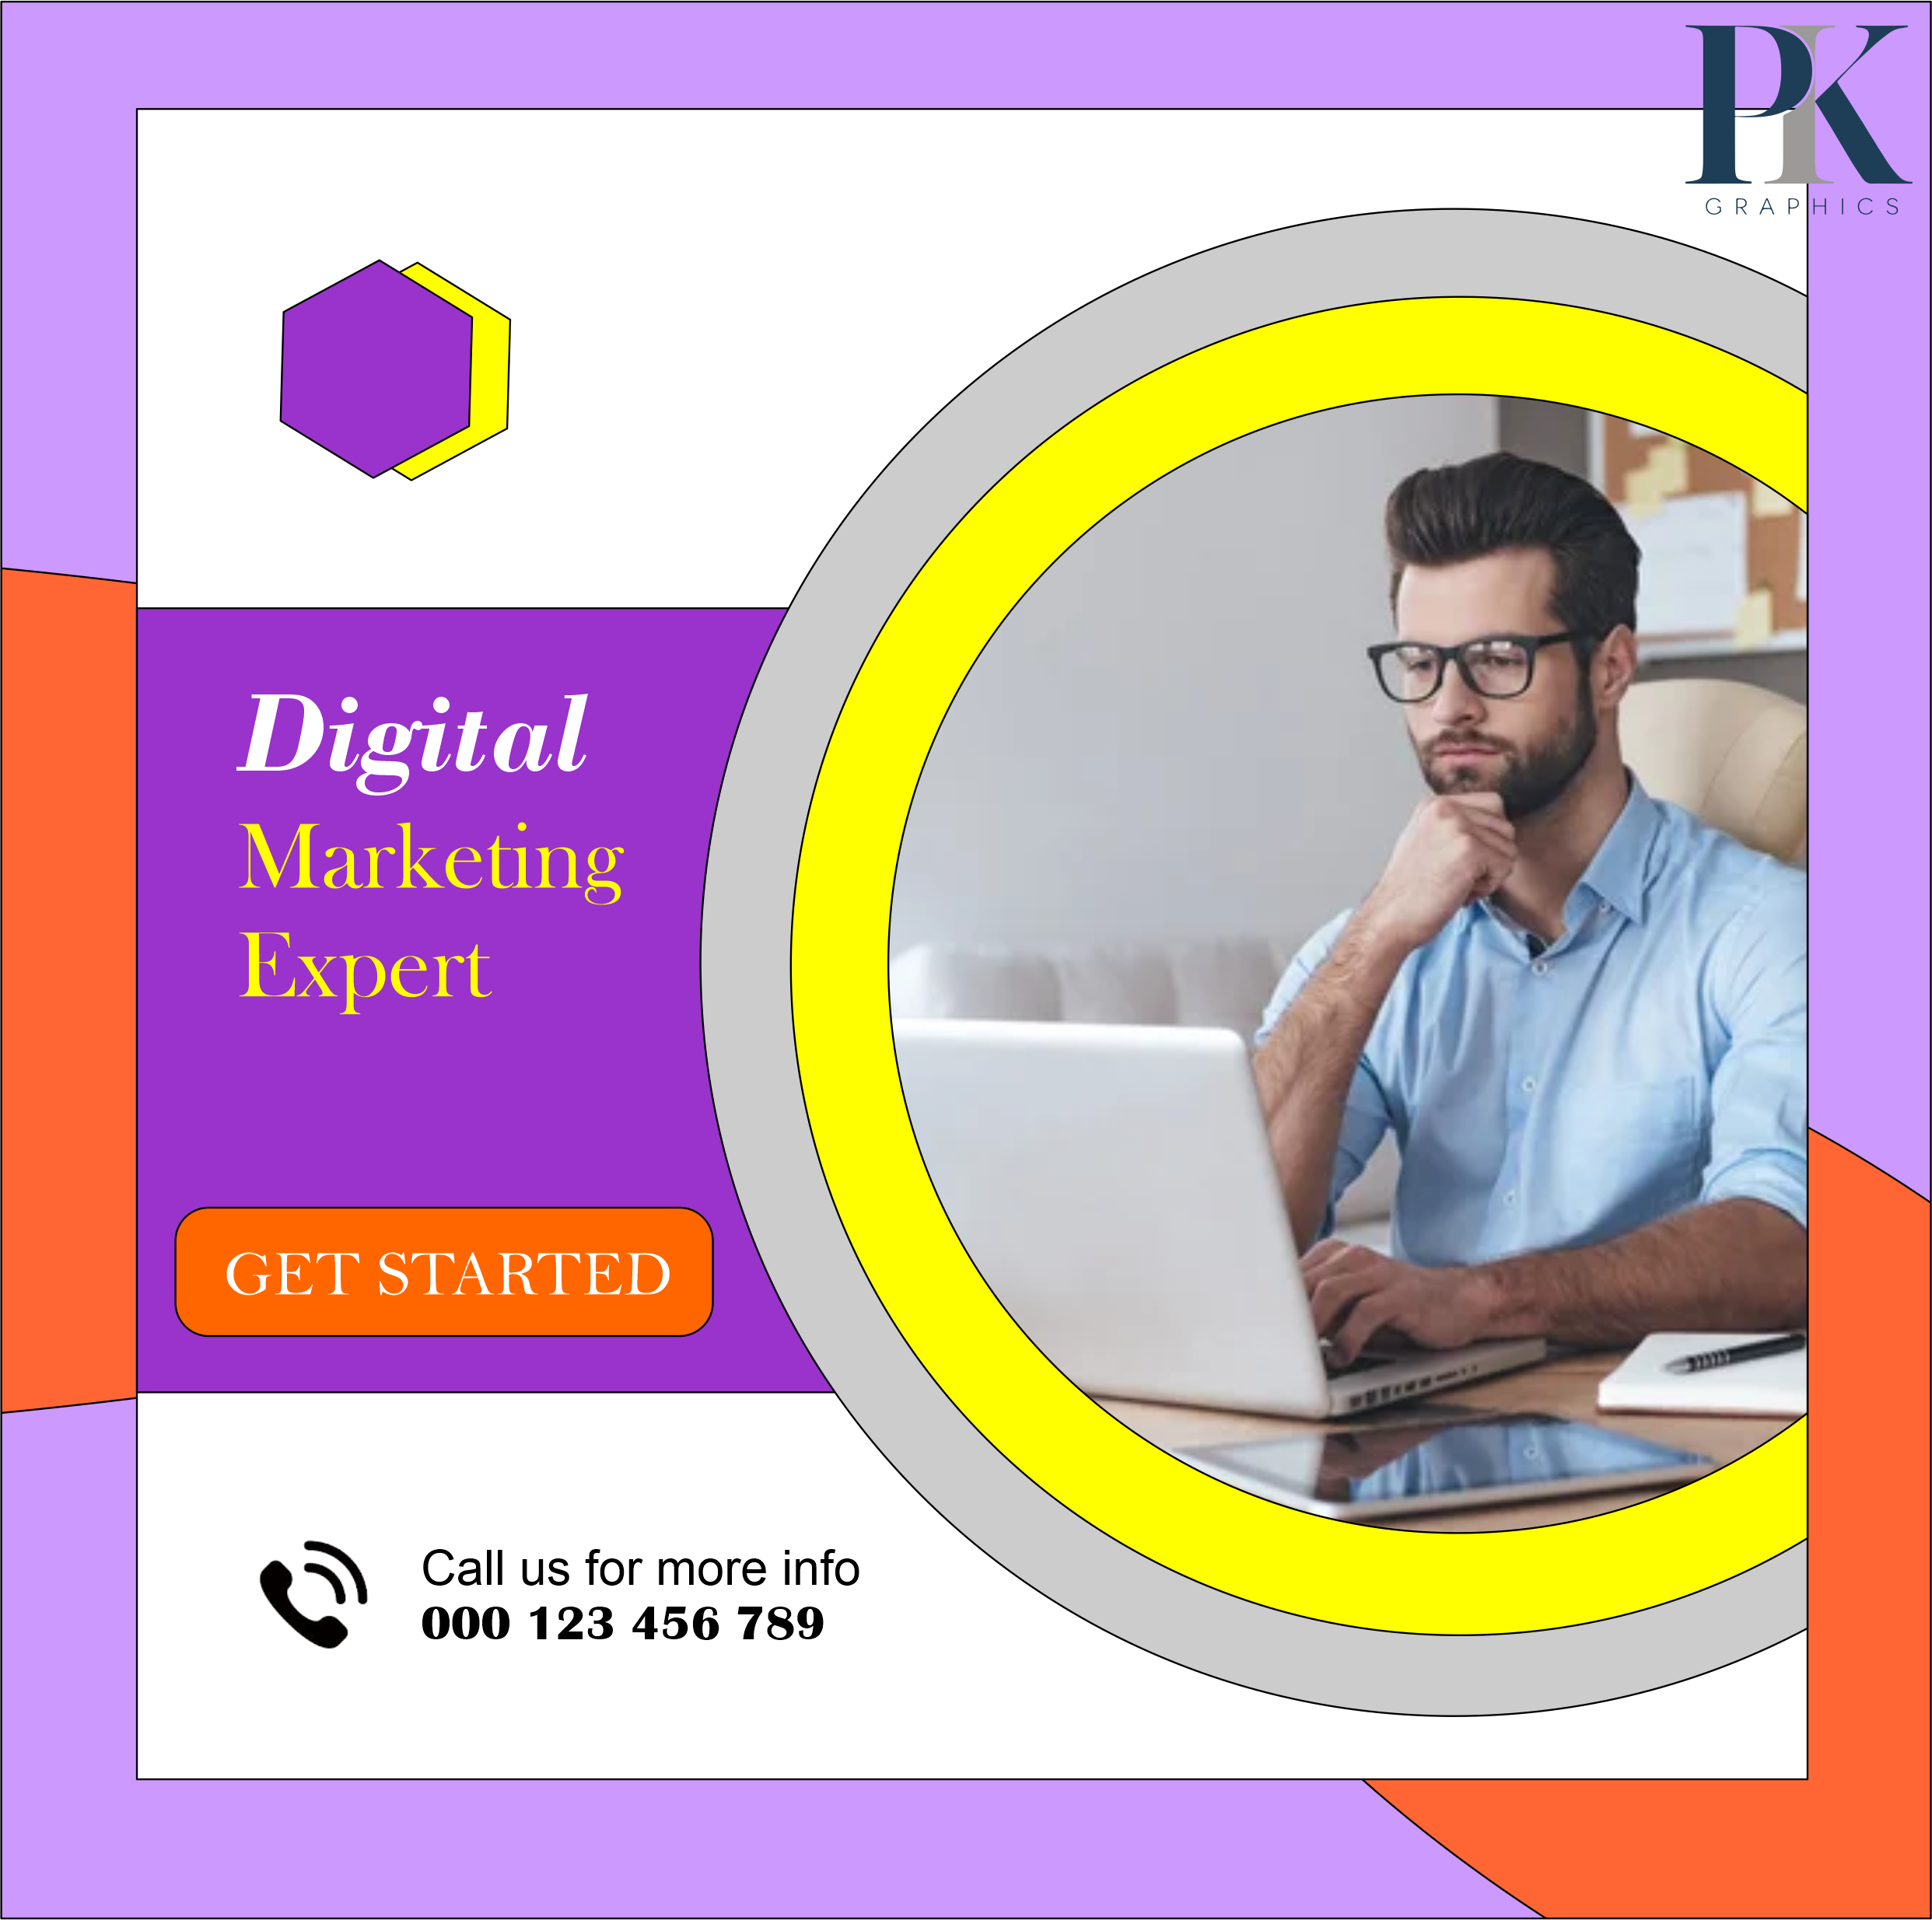 PK
GRAPHICS
Digital
Marketing
Expert
GET STARTED
Call us for more info
000 123 456 789